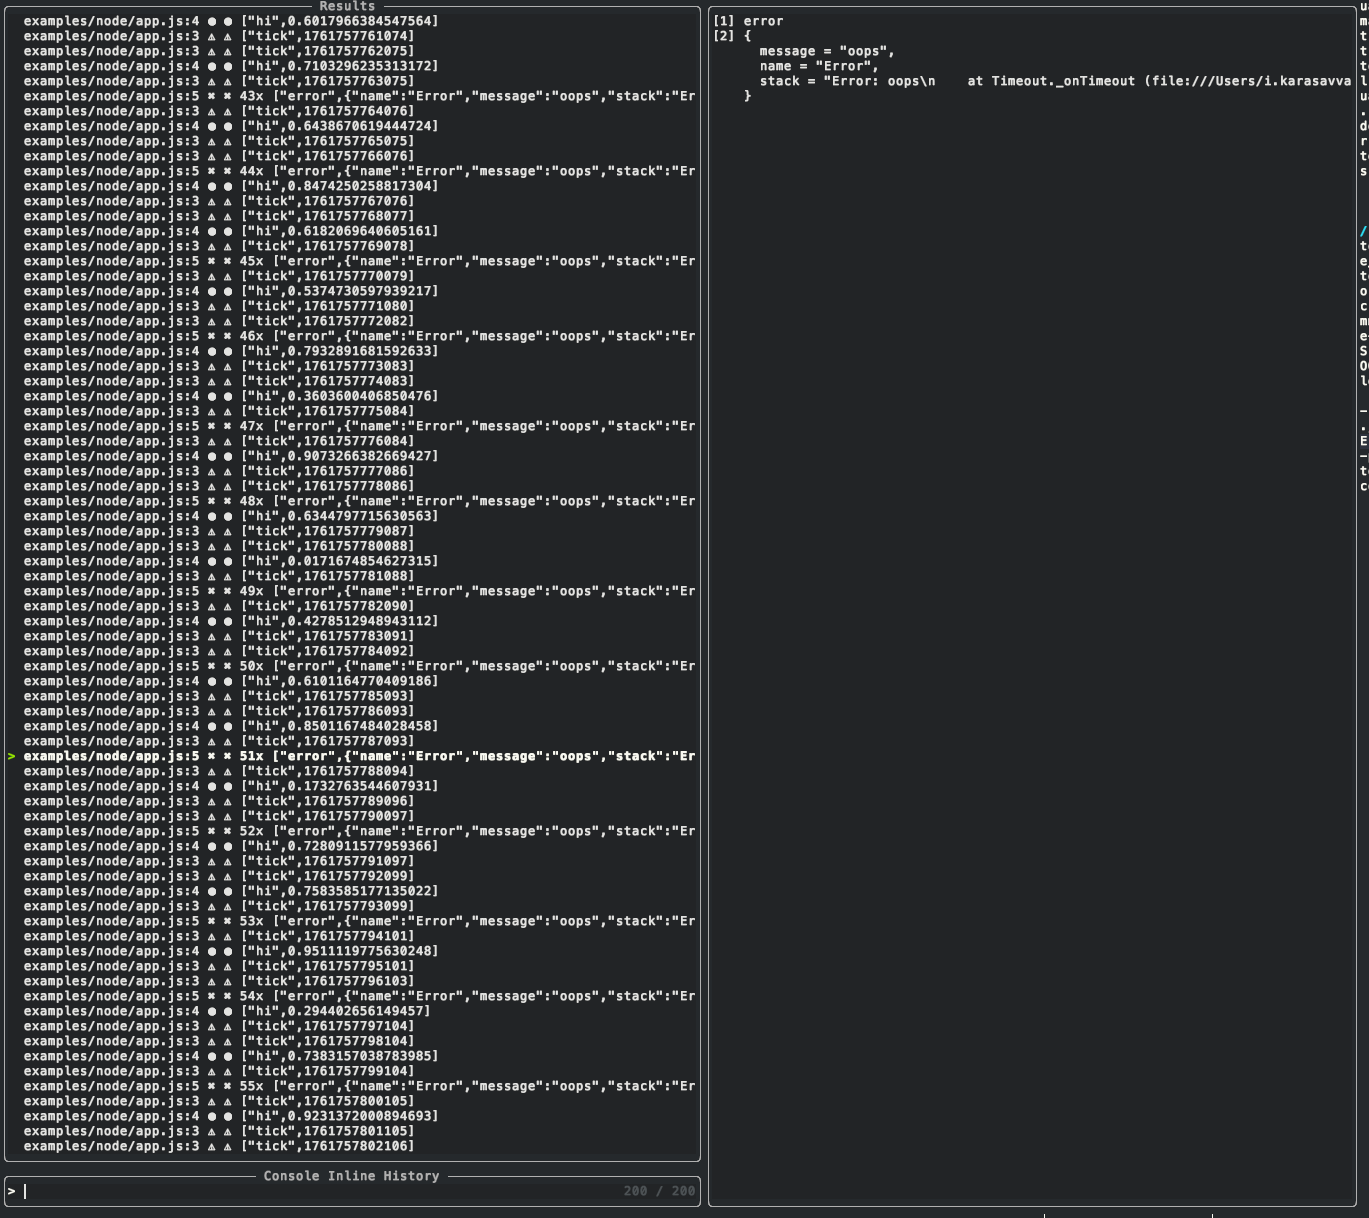 Results
examples/node/app.js:4 ● ● ["hi",0.6017966384547564]
examples/node/app.js:3 ⚠ ⚠ ["tick",1761757761074]
examples/node/app.js:3 ⚠ ⚠ ["tick",1761757762075]
examples/node/app.js:4 ● ● ["hi",0.7103296235313172]
examples/node/app.js:3 ⚠ ⚠ ["tick",1761757763075]
examples/node/app.js:5 ✖ ✖ 43x ["error",{"name":"Error","message":"oops","stack":"Er
examples/node/app.js:3 ⚠ ⚠ ["tick",1761757764076]
examples/node/app.js:4 ● ● ["hi",0.6438670619444724]
examples/node/app.js:3 ⚠ ⚠ ["tick",1761757765075]
examples/node/app.js:3 ⚠ ⚠ ["tick",1761757766076]
examples/node/app.js:5 ✖ ✖ 44x ["error",{"name":"Error","message":"oops","stack":"Er
examples/node/app.js:4 ● ● ["hi",0.8474250258817304]
examples/node/app.js:3 ⚠ ⚠ ["tick",1761757767076]
examples/node/app.js:3 ⚠ ⚠ ["tick",1761757768077]
examples/node/app.js:4 ● ● ["hi",0.6182069640605161]
examples/node/app.js:3 ⚠ ⚠ ["tick",1761757769078]
examples/node/app.js:5 ✖ ✖ 45x ["error",{"name":"Error","message":"oops","stack":"Er
examples/node/app.js:3 ⚠ ⚠ ["tick",1761757770079]
examples/node/app.js:4 ● ● ["hi",0.5374730597939217]
examples/node/app.js:3 ⚠ ⚠ ["tick",1761757771080]
examples/node/app.js:3 ⚠ ⚠ ["tick",1761757772082]
examples/node/app.js:5 ✖ ✖ 46x ["error",{"name":"Error","message":"oops","stack":"Er
examples/node/app.js:4 ● ● ["hi",0.7932891681592633]
examples/node/app.js:3 ⚠ ⚠ ["tick",1761757773083]
examples/node/app.js:3 ⚠ ⚠ ["tick",1761757774083]
examples/node/app.js:4 ● ● ["hi",0.3603600406850476]
examples/node/app.js:3 ⚠ ⚠ ["tick",1761757775084]
examples/node/app.js:5 ✖ ✖ 47x ["error",{"name":"Error","message":"oops","stack":"Er
examples/node/app.js:3 ⚠ ⚠ ["tick",1761757776084]
examples/node/app.js:4 ● ● ["hi",0.9073266382669427]
examples/node/app.js:3 ⚠ ⚠ ["tick",1761757777086]
examples/node/app.js:3 ⚠ ⚠ ["tick",1761757778086]
examples/node/app.js:5 ✖ ✖ 48x ["error",{"name":"Error","message":"oops","stack":"Er
examples/node/app.js:4 ● ● ["hi",0.6344797715630563]
examples/node/app.js:3 ⚠ ⚠ ["tick",1761757779087]
examples/node/app.js:3 ⚠ ⚠ ["tick",1761757780088]
examples/node/app.js:4 ● ● ["hi",0.0171674854627315]
examples/node/app.js:3 ⚠ ⚠ ["tick",1761757781088]
examples/node/app.js:5 ✖ ✖ 49x ["error",{"name":"Error","message":"oops","stack":"Er
examples/node/app.js:3 ⚠ ⚠ ["tick",1761757782090]
examples/node/app.js:4 ● ● ["hi",0.4278512948943112]
examples/node/app.js:3 ⚠ ⚠ ["tick",1761757783091]
examples/node/app.js:3 ⚠ ⚠ ["tick",1761757784092]
examples/node/app.js:5 ✖ ✖ 50x ["error",{"name":"Error","message":"oops","stack":"Er
examples/node/app.js:4 ● ● ["hi",0.6101164770409186]
examples/node/app.js:3 ⚠ ⚠ ["tick",1761757785093]
examples/node/app.js:3 ⚠ ⚠ ["tick",1761757786093]
examples/node/app.js:4 ● ● ["hi",0.8501167484028458]
examples/node/app.js:3 ⚠ ⚠ ["tick",1761757787093]
> examples/node/app.js:5 ✖ ✖ 51x ["error",{"name":"Error","message":"oops","stack":"Er
examples/node/app.js:3 ⚠ ⚠ ["tick",1761757788094]
examples/node/app.js:4 ● ● ["hi",0.1732763544607931]
examples/node/app.js:3 ⚠ ⚠ ["tick",1761757789096]
examples/node/app.js:3 ⚠ ⚠ ["tick",1761757790097]
examples/node/app.js:5 ✖ ✖ 52x ["error",{"name":"Error","message":"oops","stack":"Er
examples/node/app.js:4 ● ● ["hi",0.7280911577959366]
examples/node/app.js:3 ⚠ ⚠ ["tick",1761757791097]
examples/node/app.js:3 ⚠ ⚠ ["tick",1761757792099]
examples/node/app.js:4 ● ● ["hi",0.7583585177135022]
examples/node/app.js:3 ⚠ ⚠ ["tick",1761757793099]
examples/node/app.js:5 ✖ ✖ 53x ["error",{"name":"Error","message":"oops","stack":"Er
examples/node/app.js:3 ⚠ ⚠ ["tick",1761757794101]
examples/node/app.js:4 ● ● ["hi",0.9511119775630248]
examples/node/app.js:3 ⚠ ⚠ ["tick",1761757795101]
examples/node/app.js:3 ⚠ ⚠ ["tick",1761757796103]
examples/node/app.js:5 ✖ ✖ 54x ["error",{"name":"Error","message":"oops","stack":"Er
examples/node/app.js:4 ● ● ["hi",0.294402656149457]
examples/node/app.js:3 ⚠ ⚠ ["tick",1761757797104]
examples/node/app.js:3 ⚠ ⚠ ["tick",1761757798104]
examples/node/app.js:4 ● ● ["hi",0.7383157038783985]
examples/node/app.js:3 ⚠ ⚠ ["tick",1761757799104]
examples/node/app.js:5 ✖ ✖ 55x ["error",{"name":"Error","message":"oops","stack":"Er
examples/node/app.js:3 ⚠ ⚠ ["tick",1761757800105]
examples/node/app.js:4 ● ● ["hi",0.9231372000894693]
examples/node/app.js:3 ⚠ ⚠ ["tick",1761757801105]
examples/node/app.js:3 ⚠ ⚠ ["tick",1761757802106]
Console Inline History
> 200 / 200
[1] error
[2] {
message = "oops",
name = "Error",
stack = "Error: oops\n    at Timeout._onTimeout (file:///Users/i.karasavva
}